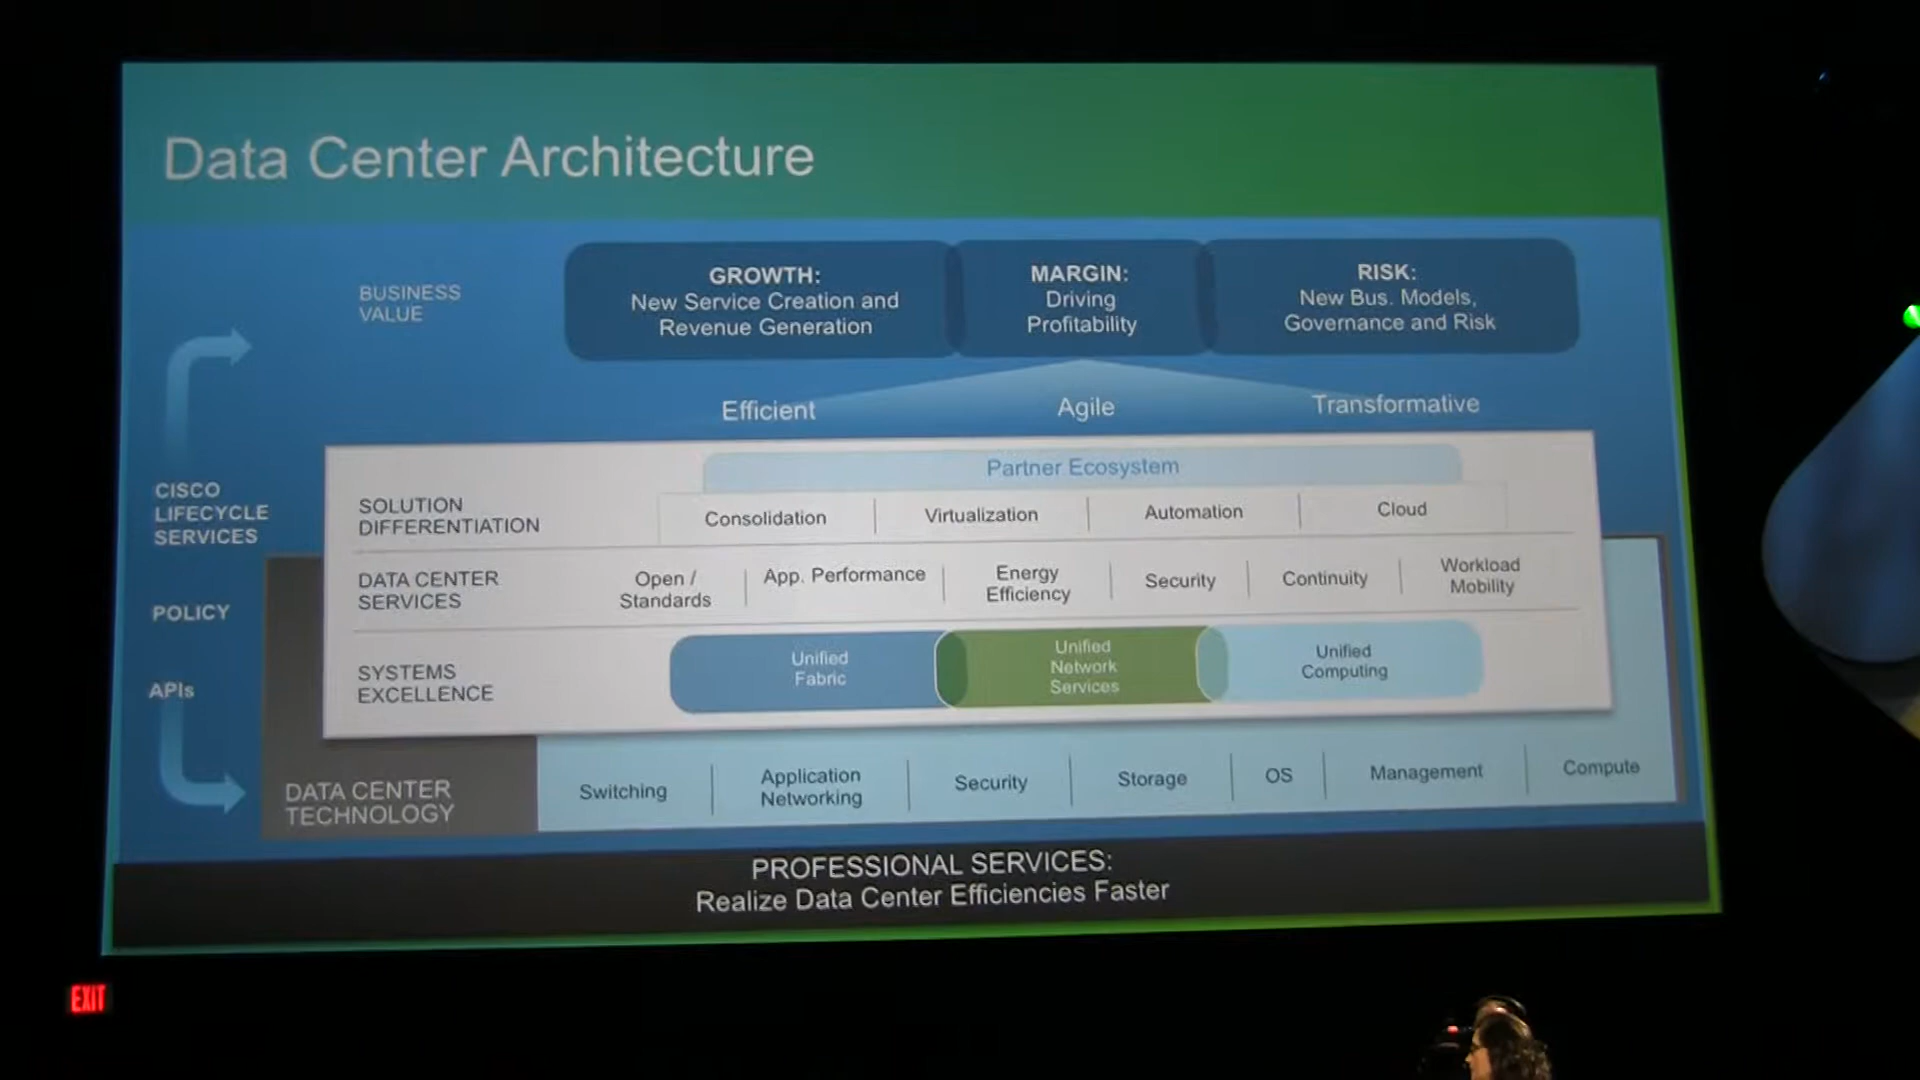 Data Center Architecture
BUSINESS
VALUE
GROWTH:
New Service Creation and
Revenue Generation
MARGIN:
Driving
Profitability
RISK:
New Bus. Models,
Governance and Risk
Efficient
Agile
Transformative
CISCO
LIFECYCLE
SERVICES
POLICY
APIs
Partner Ecosystem
SOLUTION
DIFFERENTIATION
Consolidation
Virtualization
Automation
Cloud
DATA CENTER
SERVICES
Open /
Standards
App. Performance
Energy
Efficiency
Security
Continuity
Workload
Mobility
SYSTEMS
EXCELLENCE
Unified
Fabric
Unified
Network
Services
Unified
Computing
DATA CENTER
TECHNOLOGY
Switching
Application
Networking
Security
Storage
OS
Management
Compute
PROFESSIONAL SERVICES:
Realize Data Center Efficiencies Faster
EXIT